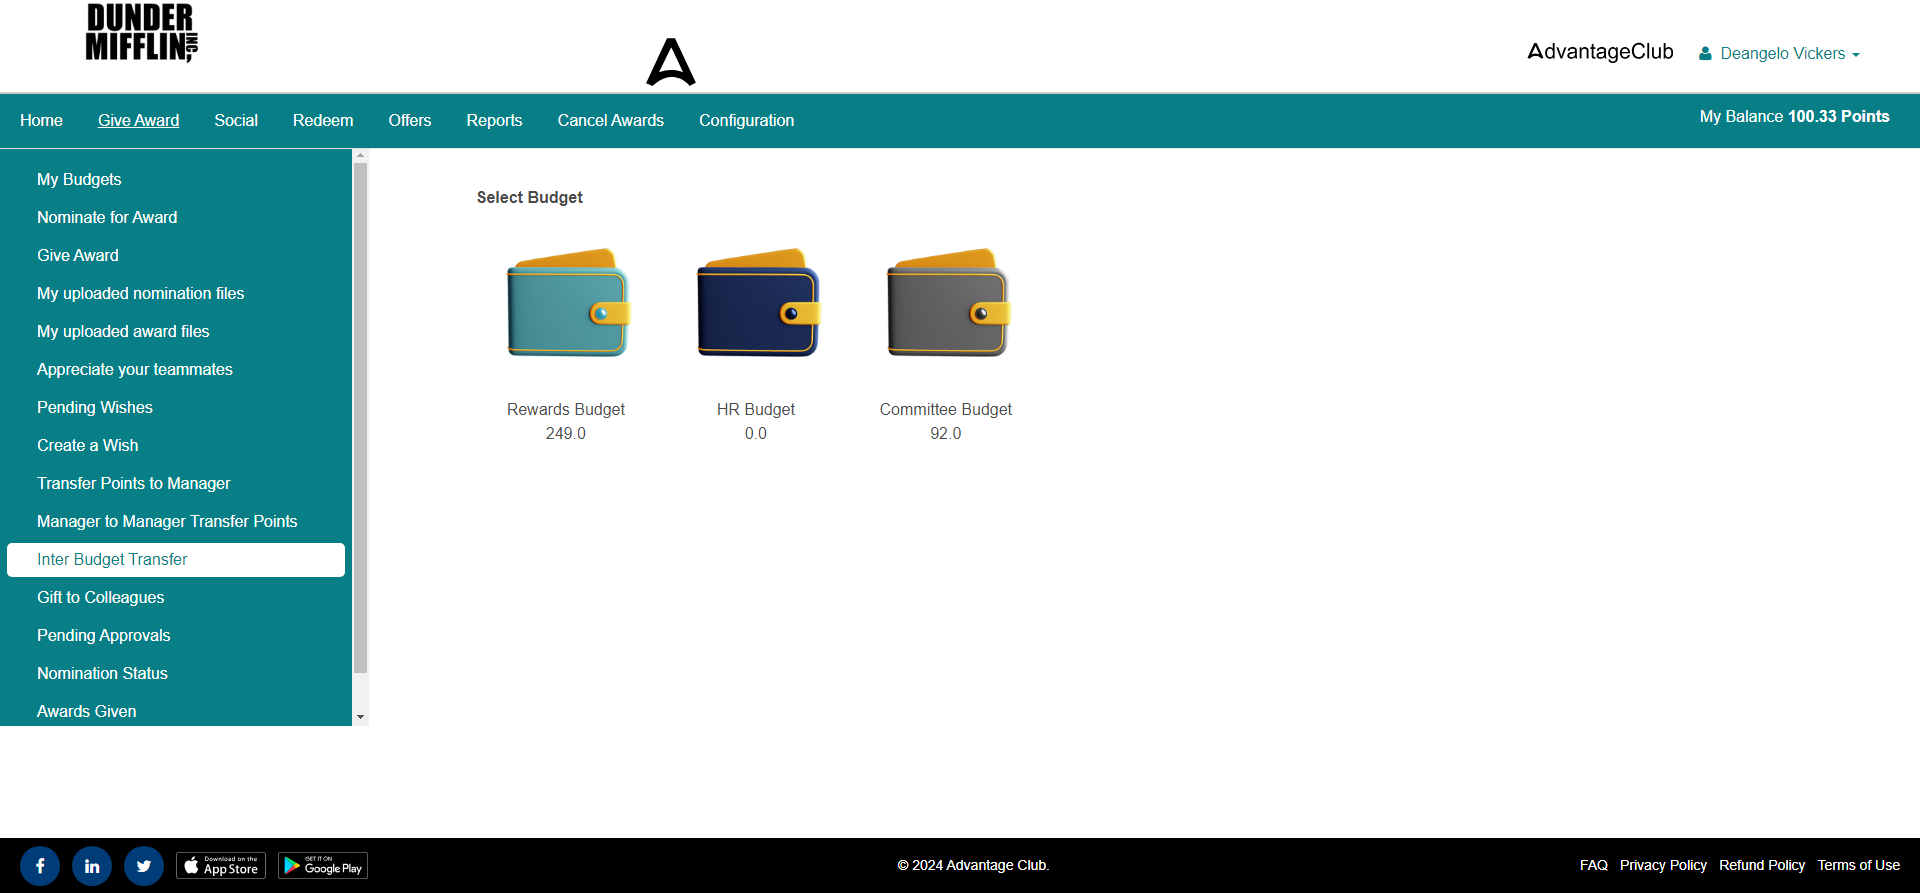 DUNDER
MIFFLIN, INC
AdvantageClub
Deangelo Vickers
Home
Give Award
Social
Redeem
Offers
Reports
Cancel Awards
Configuration
My Balance 100.33 Points
My Budgets
Nominate for Award
Give Award
My uploaded nomination files
My uploaded award files
Appreciate your teammates
Pending Wishes
Create a Wish
Transfer Points to Manager
Manager to Manager Transfer Points
Inter Budget Transfer
Gift to Colleagues
Pending Approvals
Nomination Status
Awards Given
Select Budget
Rewards Budget
249.0
HR Budget
0.0
Committee Budget
92.0
Download on the
App Store
GET IT ON
Google Play
© 2024 Advantage Club.
FAQ
Privacy Policy
Refund Policy
Terms of Use